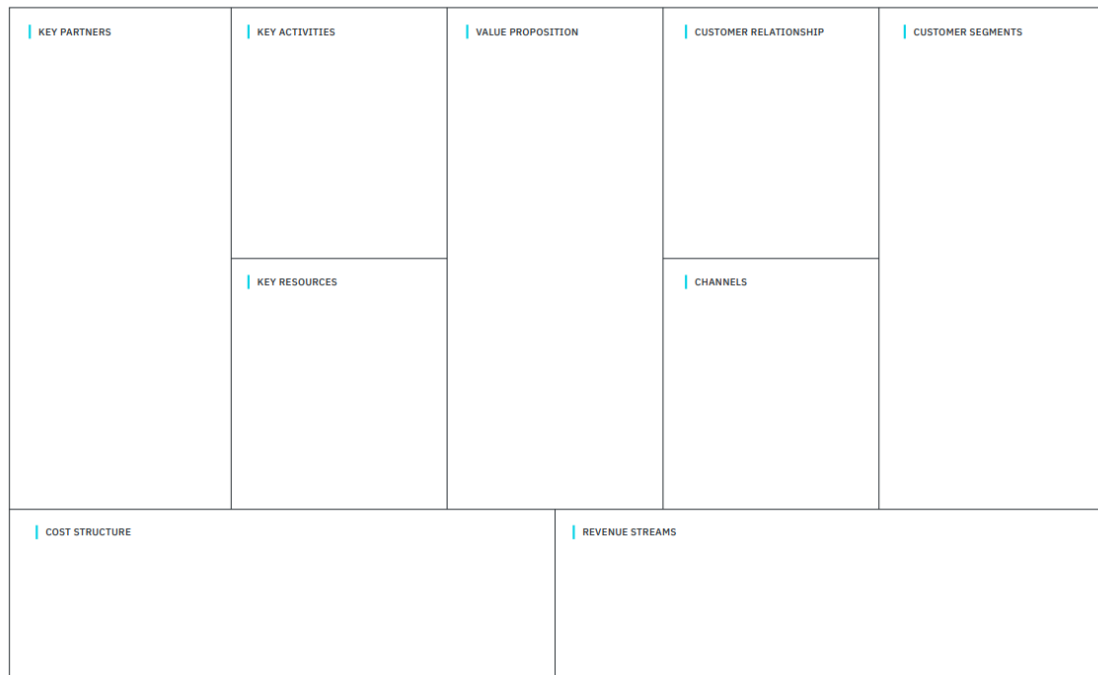 KEY PARTNERS
KEY ACTIVITIES
VALUE PROPOSITION
CUSTOMER RELATIONSHIP
CUSTOMER SEGMENTS
KEY RESOURCES
CHANNELS
COST STRUCTURE
REVENUE STREAMS